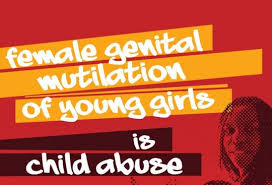 female genital
mutilation
of young girls
is
child abuse